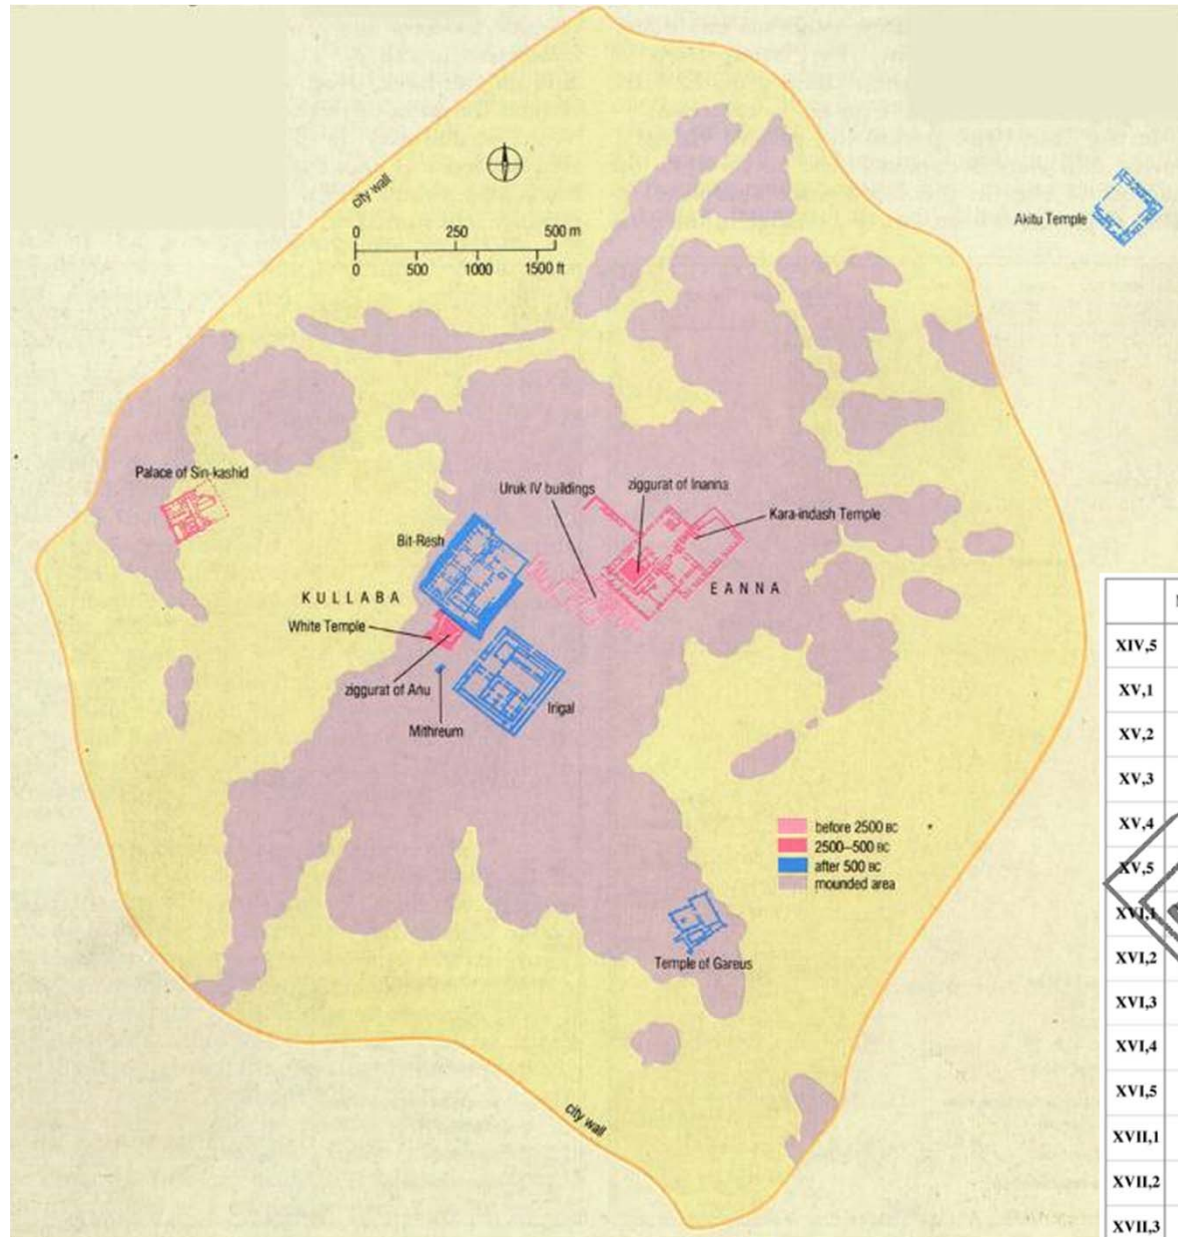 city wall
0 250 500 m
0 500 1000 1500 ft
Akitu Temple
Palace of Sin-kashid
Uruk IV buildings
ziggurat of Inanna
Kara-indash Temple
Bit-Resh
EANNA
KULLABA
White Temple
ziggurat of Anu
Irigal
Mithreum
before 2500 BC
2500–500 BC
after 500 BC
mounded area
Temple of Gareus
city wall
XIV,5
XV,1
XV,2
XV,3
XV,4
XV,5
XVI,1
XVI,2
XVI,3
XVI,4
XVI,5
XVII,1
XVII,2
XVII,3